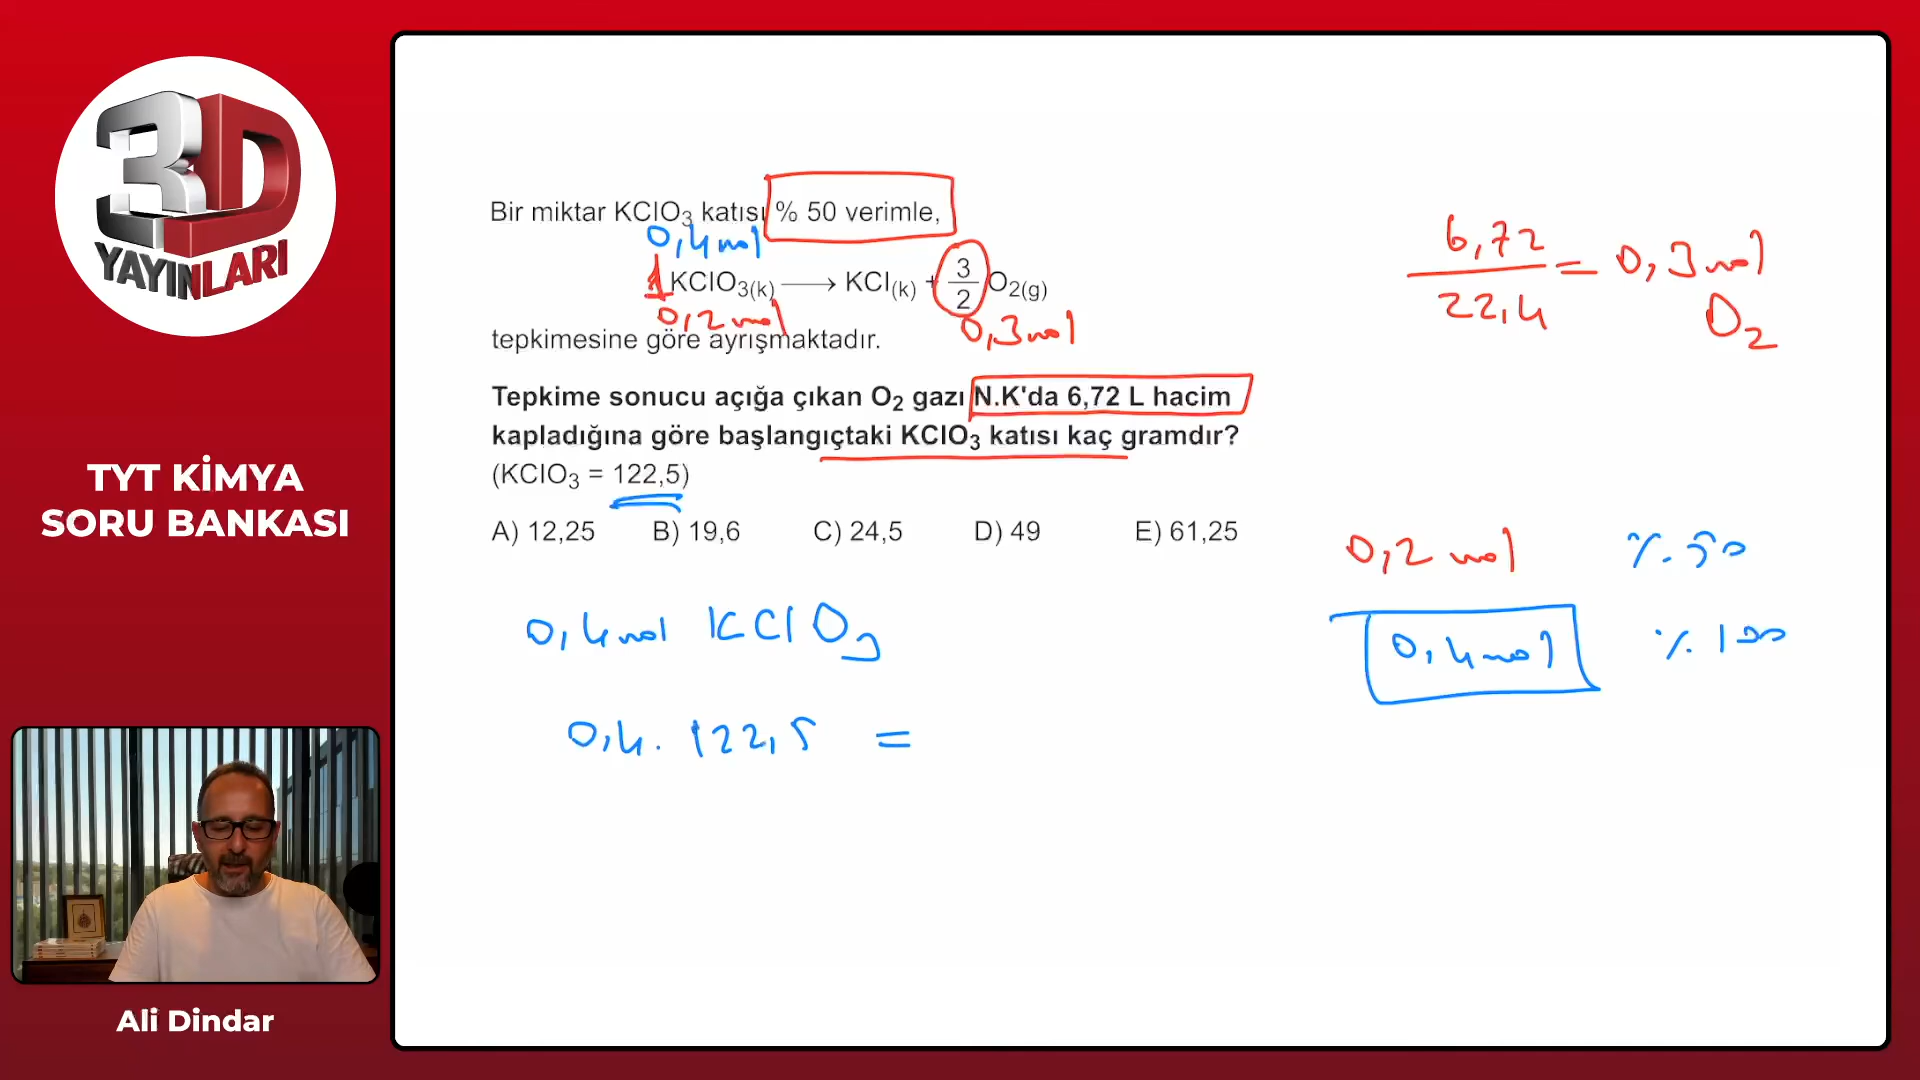 3D
YAYINLARI
TYT KİMYA
SORU BANKASI
Ali Dindar
Bir miktar KClO₃ katısı % 50 verimle,
0,4 mol
1 KClO₃(k) ⟶ KCl(k) + 3/2 O₂(g)
0,2 mol 0,3 mol
tepkimesine göre ayrışmaktadır.
Tepkime sonucu açığa çıkan O₂ gazı N.K'da 6,72 L hacim
kapladığına göre başlangıçtaki KClO₃ katısı kaç gramdır?
(KClO₃ = 122,5)
A) 12,25 B) 19,6 C) 24,5 D) 49 E) 61,25
6,72/22,4 = 0,3 mol
O₂
0,2 mol % 50
0,4 mol % 100
0,4 mol KClO₃
0,4 . 122,5 =